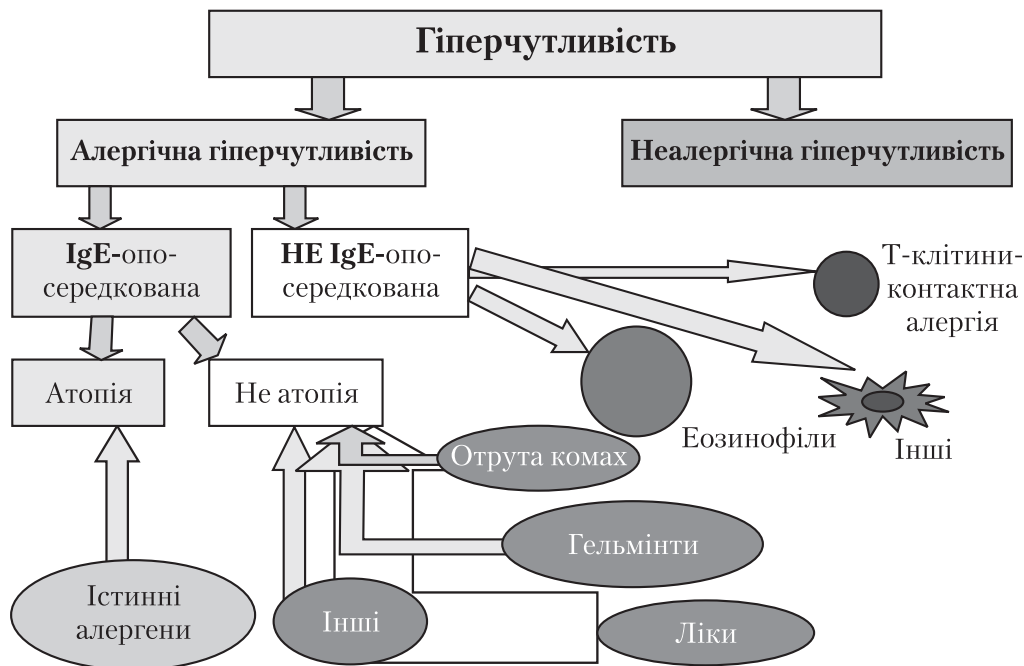 Гіперчутливість
Алергічна гіперчутливість
Неалергічна гіперчутливість
IgE-опо-
середкована
НЕ IgE-опо-
середкована
Т-клітини-
контактна
алергія
Атопія
Не атопія
Еозинофіли
Інші
Отрута комах
Гельмінти
Істинні
алергени
Інші
Ліки